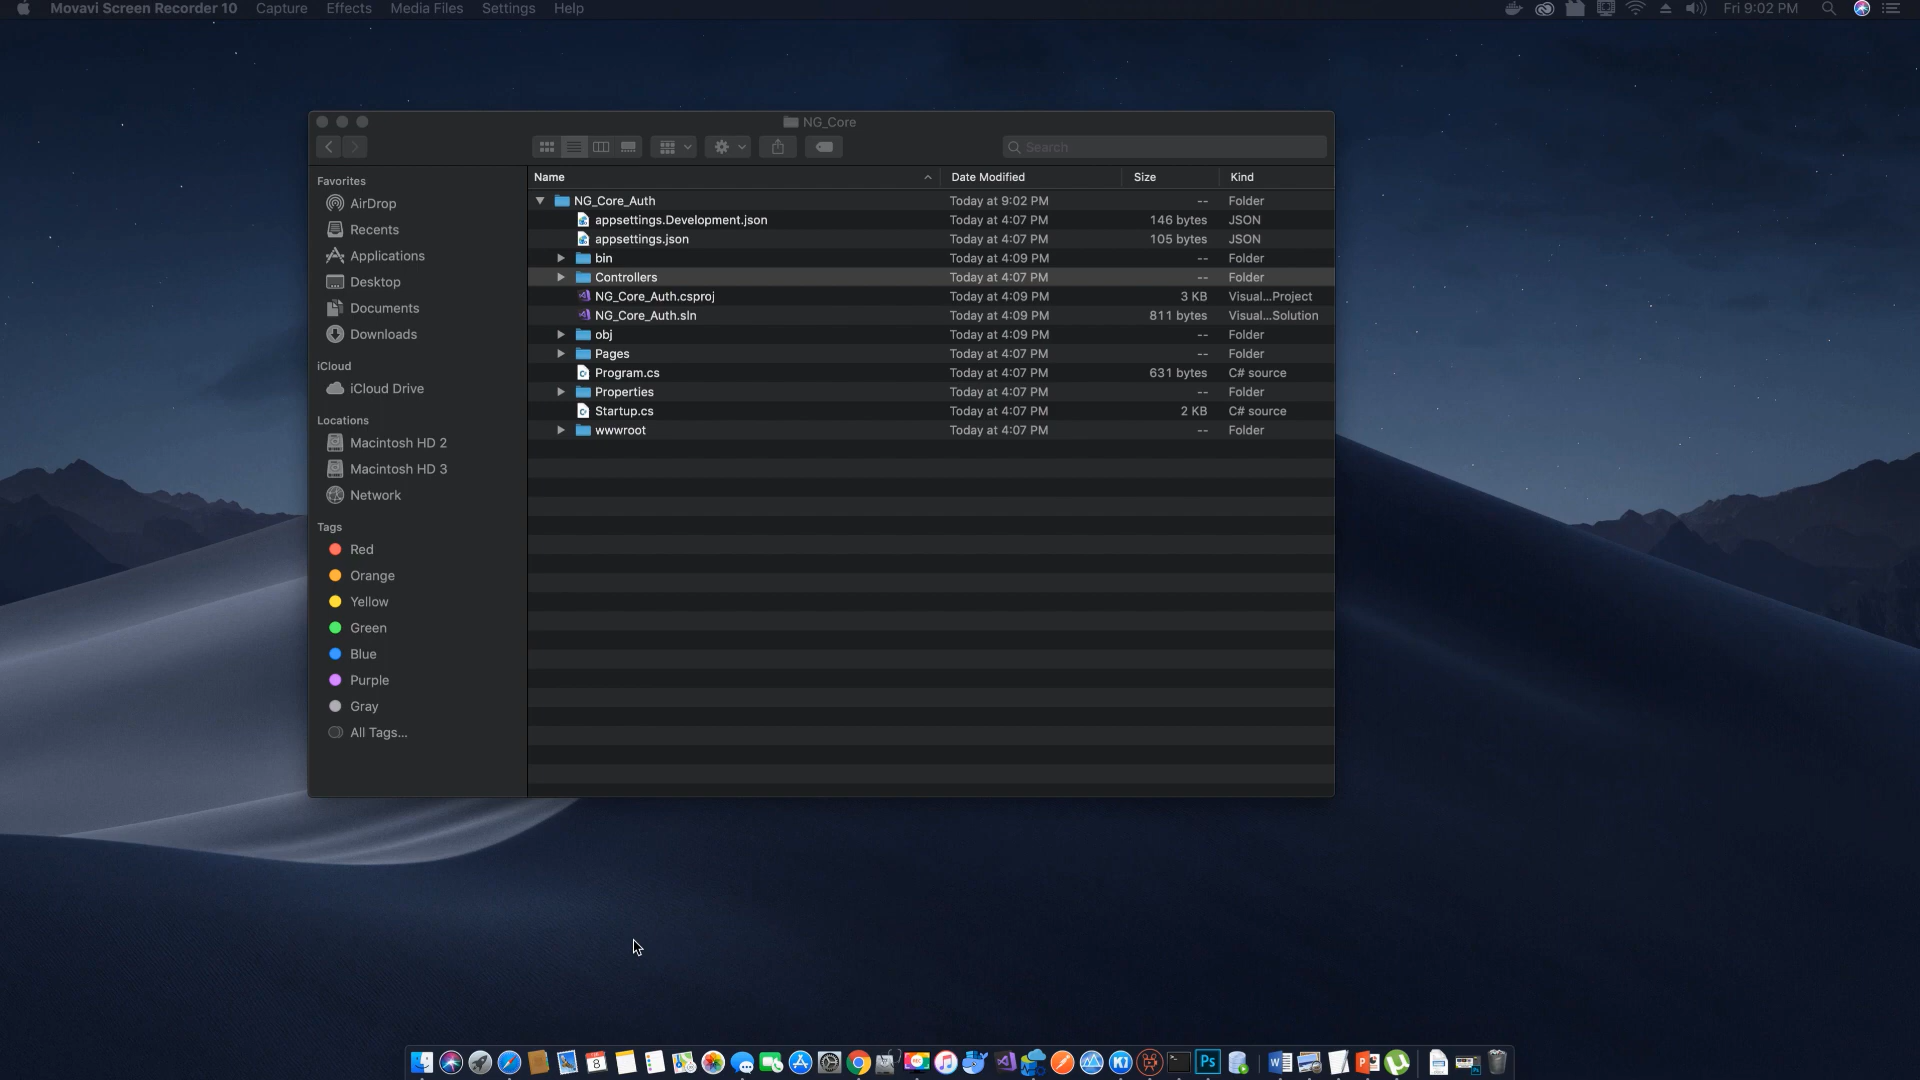 Movavi Screen Recorder 10 Capture Effects Media Files Settings Help Fri 9:02 PM
NG_Core
Search
Favorites
AirDrop
Recents
Applications
Desktop
Documents
Downloads
iCloud
iCloud Drive
Locations
Macintosh HD 2
Macintosh HD 3
Network
Tags
Red
Orange
Yellow
Green
Blue
Purple
Gray
All Tags...
Name Date Modified Size Kind
NG_Core_Auth Today at 9:02 PM -- Folder
appsettings.Development.json Today at 4:07 PM 146 bytes JSON
appsettings.json Today at 4:07 PM 105 bytes JSON
bin Today at 4:09 PM -- Folder
Controllers Today at 4:07 PM -- Folder
NG_Core_Auth.csproj Today at 4:09 PM 3 KB Visual...Project
NG_Core_Auth.sln Today at 4:09 PM 811 bytes Visual...Solution
obj Today at 4:09 PM -- Folder
Pages Today at 4:07 PM -- Folder
Program.cs Today at 4:07 PM 631 bytes C# source
Properties Today at 4:07 PM -- Folder
Startup.cs Today at 4:07 PM 2 KB C# source
wwwroot Today at 4:07 PM -- Folder
8 K1 Ps W P